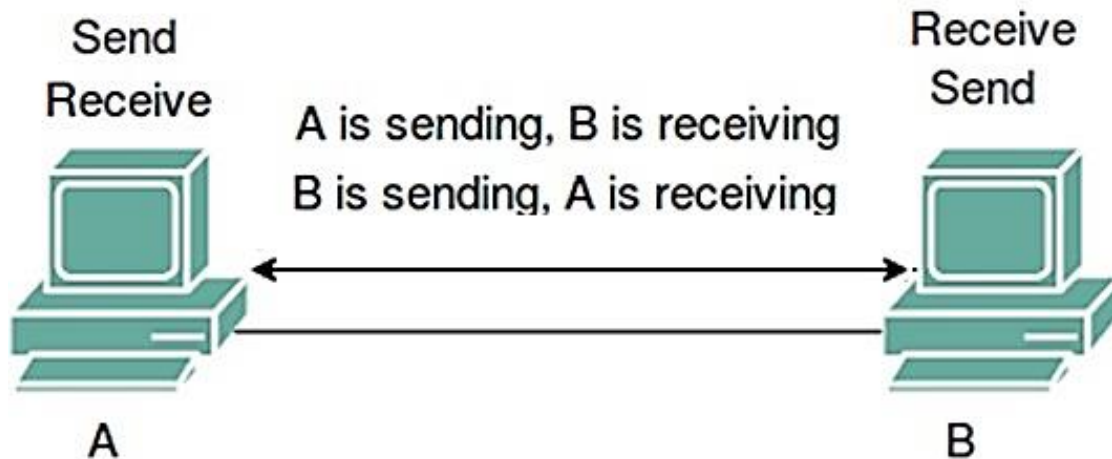 Send
Receive
Receive
Send
A is sending, B is receiving
B is sending, A is receiving
A
B